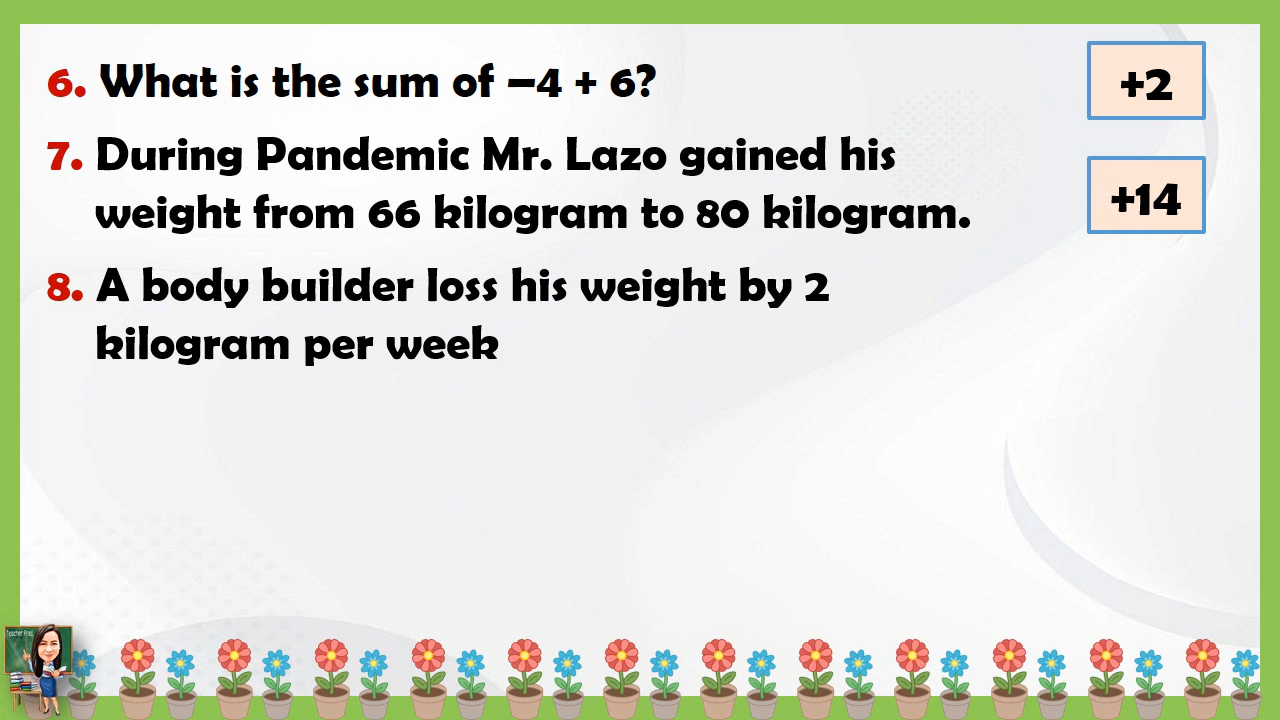 6. What is the sum of –4 + 6?
+2
7. During Pandemic Mr. Lazo gained his
weight from 66 kilogram to 80 kilogram.
+14
8. A body builder loss his weight by 2
kilogram per week